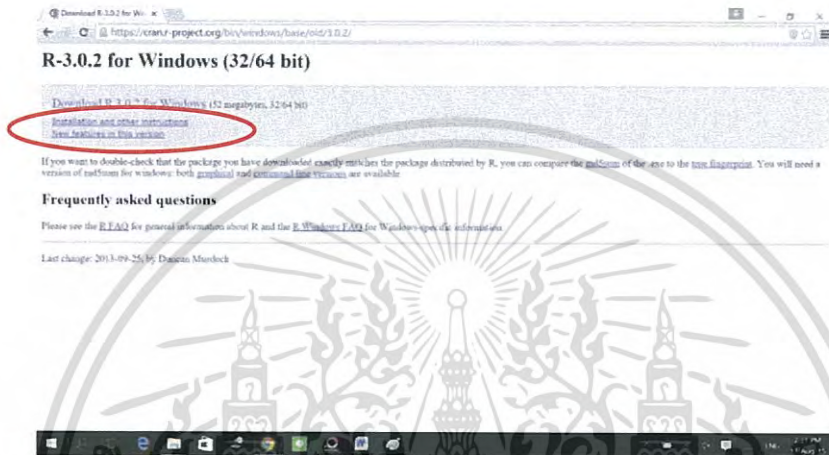 Download R-3.0.2 for Wi
https://cran.r-project.org/bin/windows/base/old/3.0.2/
R-3.0.2 for Windows (32/64 bit)
Download R 3.0.2 for Windows (52 megabytes, 32/64 bit)
Installation and other instructions
New features in this version
If you want to double-check that the package you have downloaded exactly matches the package distributed by R, you can compare the md5sum of the .exe to the true fingerprint. You will need a
version of md5sum for windows: both graphical and command line versions are available.
Frequently asked questions
Please see the R FAQ for general information about R and the R Windows FAQ for Windows-specific information.
Last change: 2013-09-25, by Duncan Murdoch